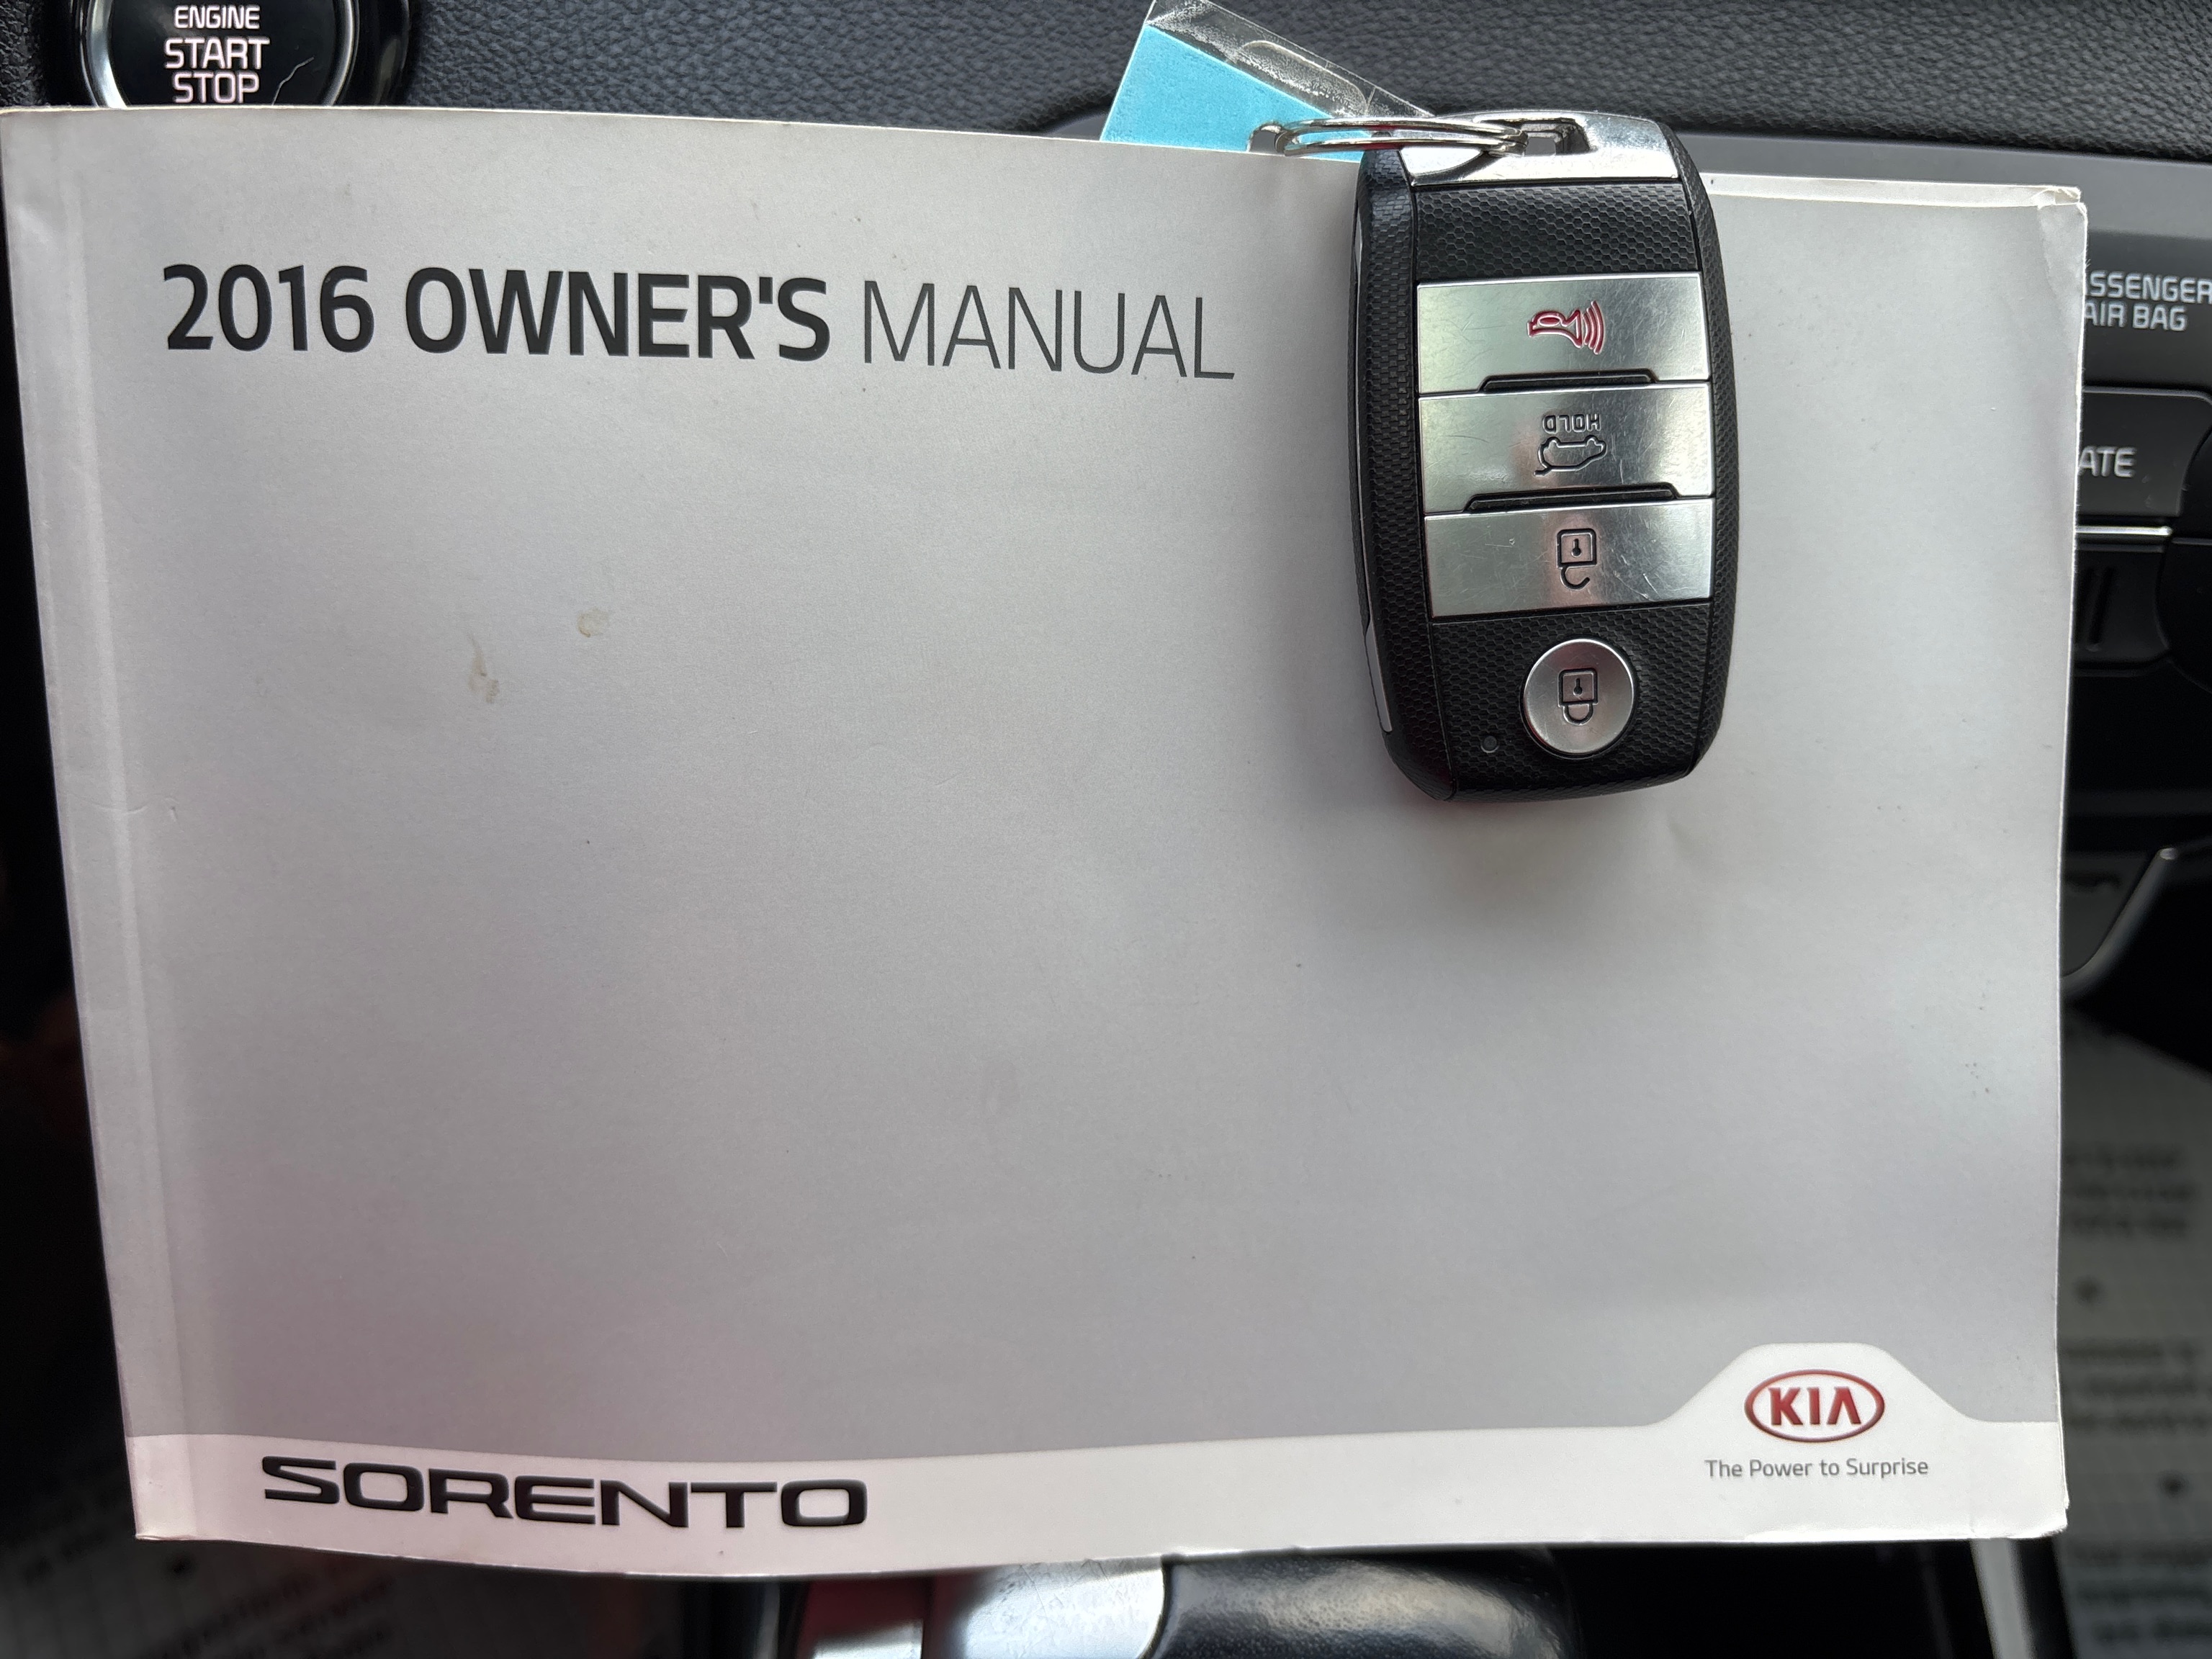 ENGINE
START
STOP
2016 OWNER'S MANUAL
HOLD
SSENGER
AIR BAG
ATE
SORENTO
KIA
The Power to Surprise